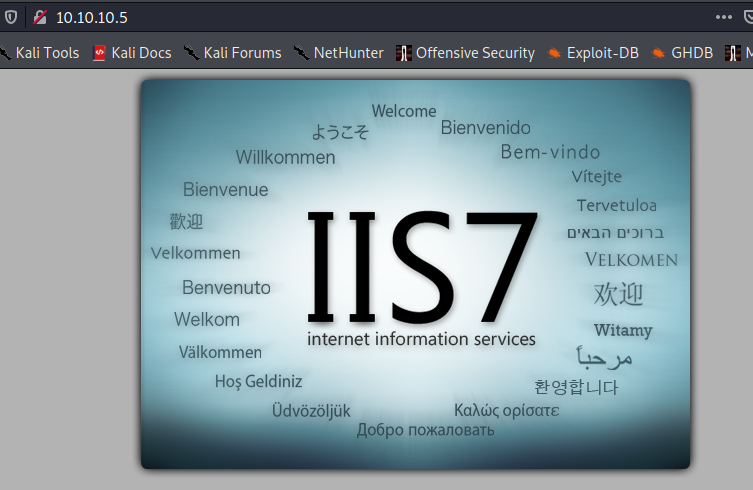 10.10.10.5
Kali Tools Kali Docs Kali Forums NetHunter Offensive Security Exploit-DB GHDB
Welcome
ようこそ
Bienvenido
Willkommen
Bem-vindo
Bienvenue
Vítejte
歡迎
Tervetuloa
ברוכים הבאים
Velkommen
VELKOMEN
Benvenuto
欢迎
Welkom
Witamy
Välkommen
مرحباً
Hoş Geldiniz
환영합니다
Üdvözöljük
Καλώς ορίσατε
Добро пожаловать
IIS7
internet information services